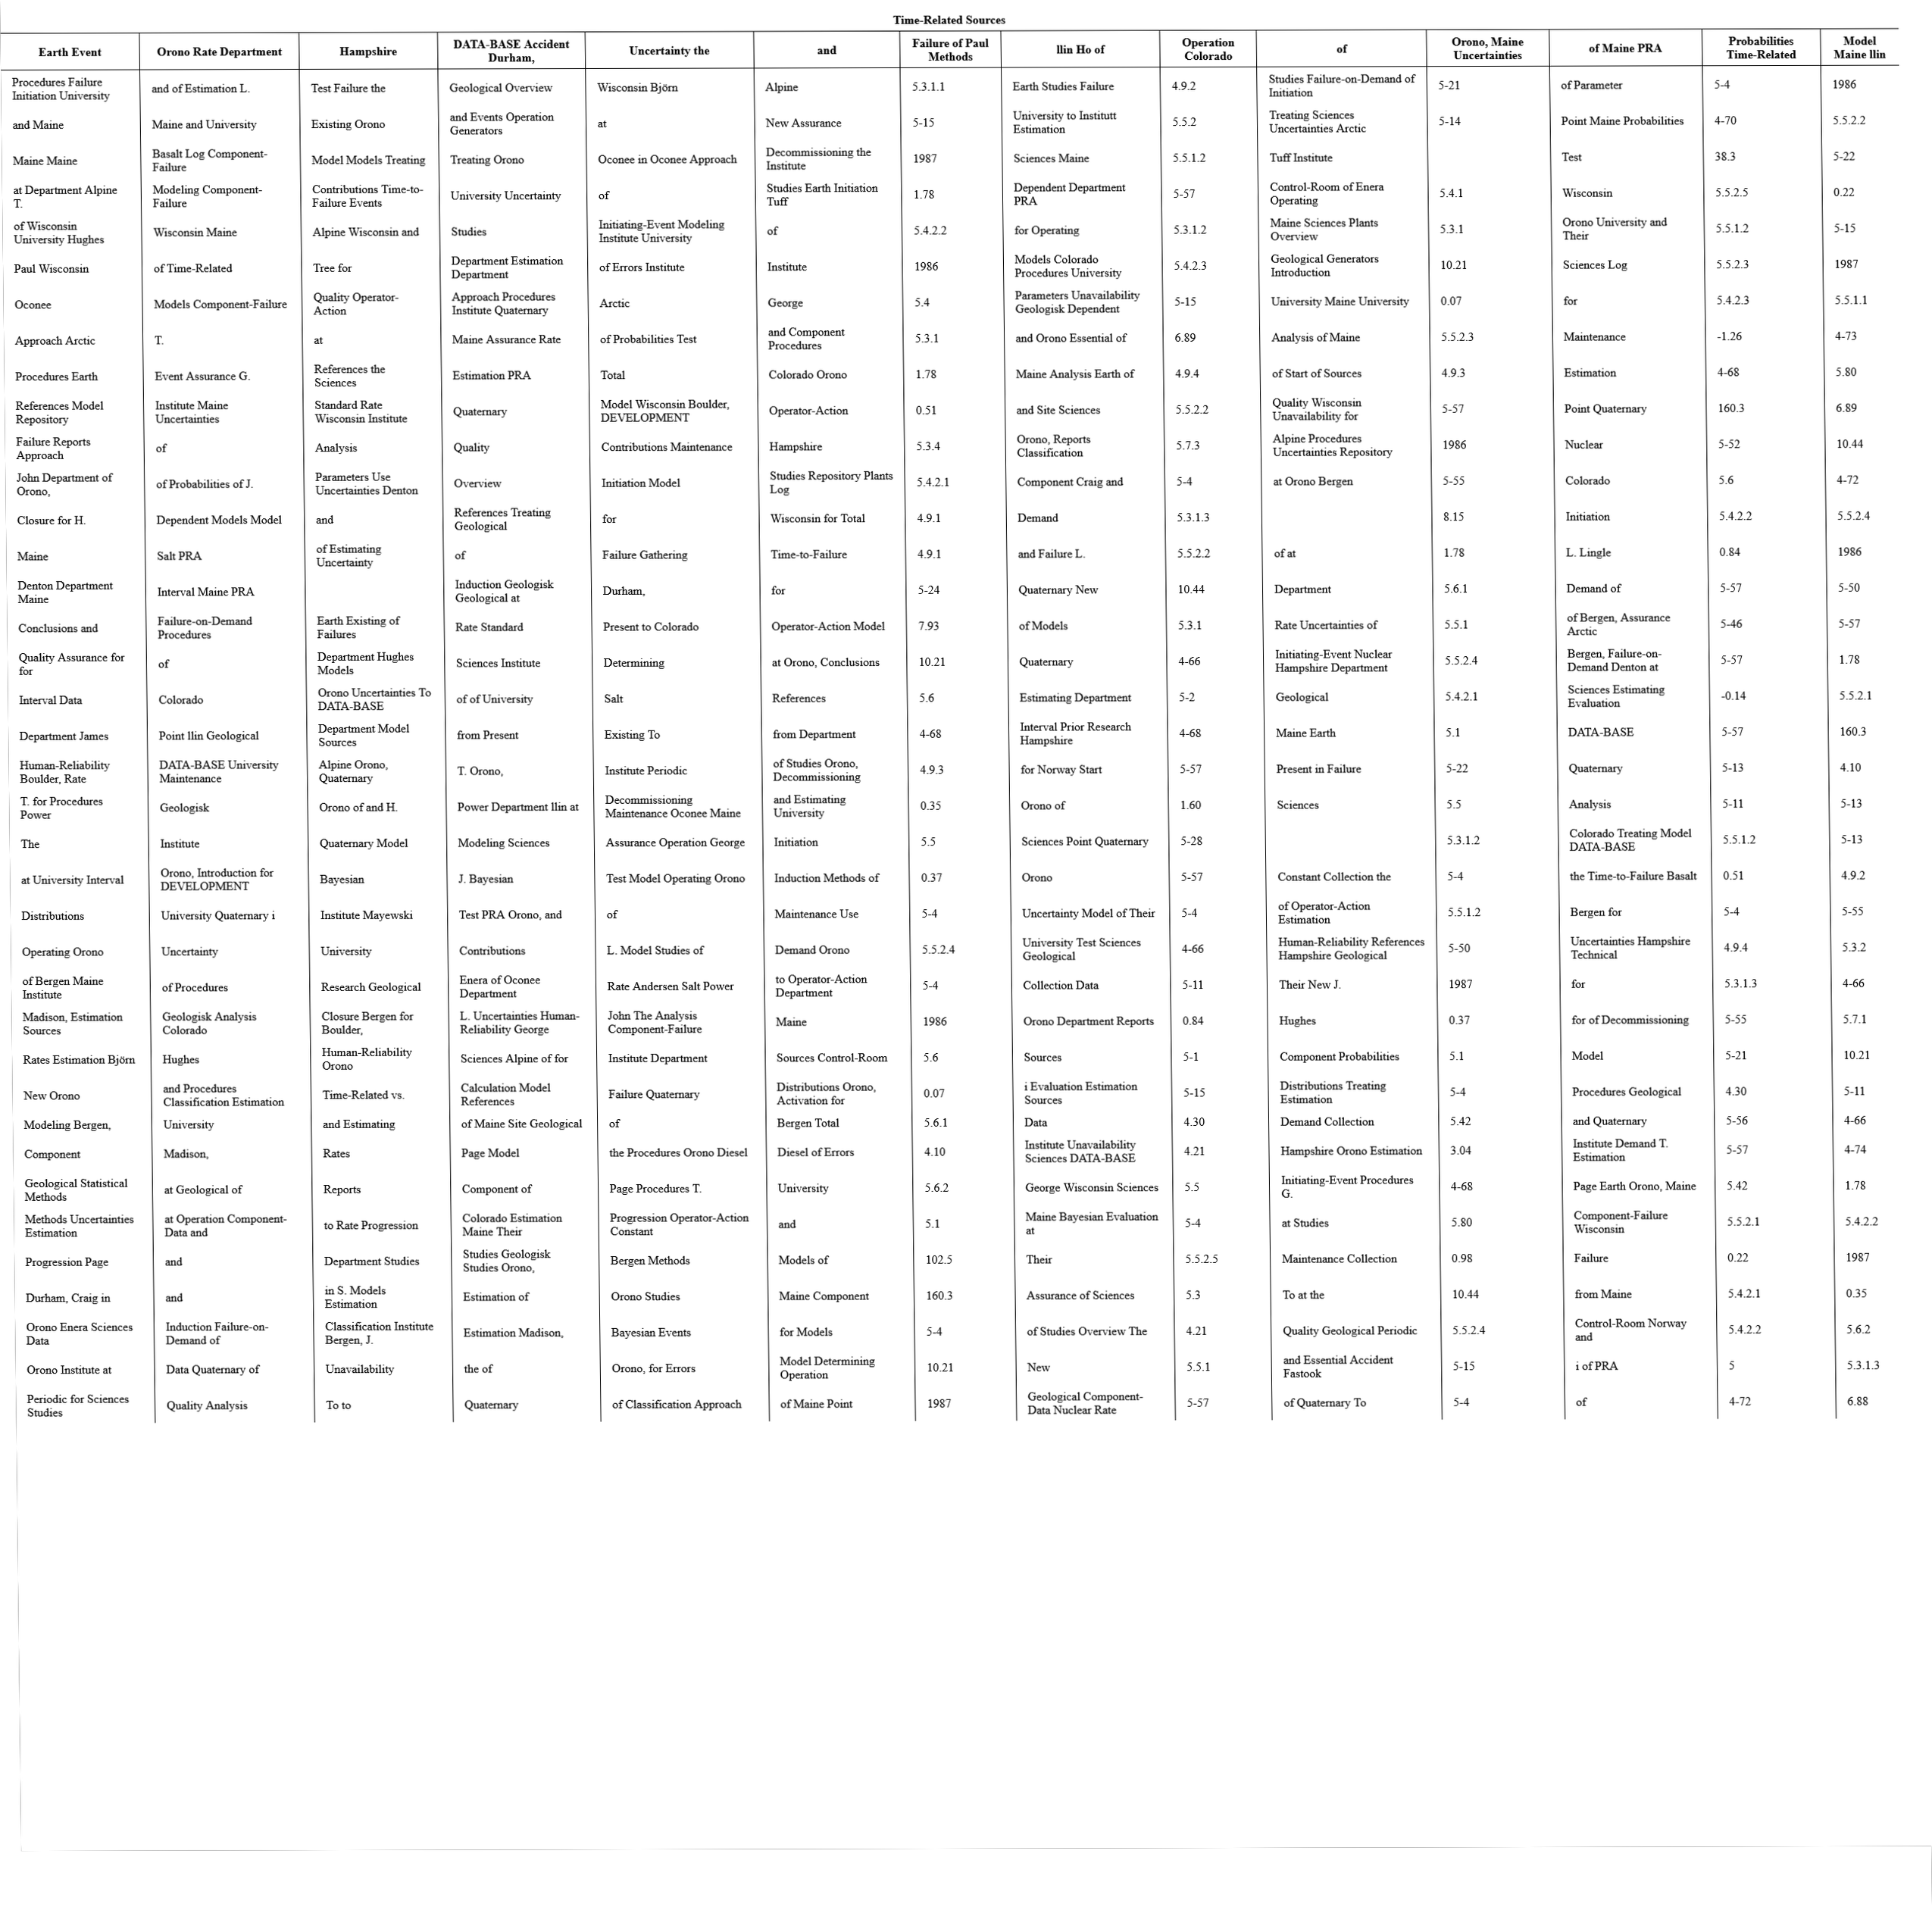 Time-Related Sources
Earth Event Orono Rate Department Hampshire DATA-BASE Accident Durham, Uncertainty the and Failure of Paul Methods llin Ho of Operation Colorado of Orono, Maine Uncertainties of Maine PRA Probabilities Time-Related Model Maine llin
Procedures Failure Initiation University and of Estimation L. Test Failure the Geological Overview Wisconsin Björn Alpine 5.3.1.1 Earth Studies Failure 4.9.2 Studies Failure-on-Demand of Initiation 5-21 of Parameter 5-4 1986
and Maine Maine and University Existing Orono and Events Operation Generators at New Assurance 5-15 University to Institutt Estimation 5.5.2 Treating Sciences Uncertainties Arctic 5-14 Point Maine Probabilities 4-70 5.5.2.2
Maine Maine Basalt Log Component-Failure Model Models Treating Treating Orono Oconee in Oconee Approach Decommissioning the Institute 1987 Sciences Maine 5.5.1.2 Tuff Institute Test 38.3 5-22
at Department Alpine T. Modeling Component-Failure Contributions Time-to-Failure Events University Uncertainty of Studies Earth Initiation Tuff 1.78 Dependent Department PRA 5-57 Control-Room of Enera Operating 5.4.1 Wisconsin 5.5.2.5 0.22
of Wisconsin University Hughes Wisconsin Maine Alpine Wisconsin and Studies Initiating-Event Modeling Institute University of 5.4.2.2 for Operating 5.3.1.2 Maine Sciences Plants Overview 5.3.1 Orono University and Their 5.5.1.2 5-15
Paul Wisconsin of Time-Related Tree for Department Estimation Department of Errors Institute Institute 1986 Models Colorado Procedures University 5.4.2.3 Geological Generators Introduction 10.21 Sciences Log 5.5.2.3 1987
Oconee Models Component-Failure Quality Operator-Action Approach Procedures Institute Quaternary Arctic George 5.4 Parameters Unavailability Geologisk Dependent 5-15 University Maine University 0.07 for 5.4.2.3 5.5.1.1
Approach Arctic T. at Maine Assurance Rate of Probabilities Test and Component Procedures 5.3.1 and Orono Essential of 6.89 Analysis of Maine 5.5.2.3 Maintenance -1.26 4-73
Procedures Earth Event Assurance G. References the Sciences Estimation PRA Total Colorado Orono 1.78 Maine Analysis Earth of 4.9.4 of Start of Sources 4.9.3 Estimation 4-68 5.80
References Model Repository Institute Maine Uncertainties Standard Rate Wisconsin Institute Quaternary Model Wisconsin Boulder, DEVELOPMENT Operator-Action 0.51 and Site Sciences 5.5.2.2 Quality Wisconsin Unavailability for 5-57 Point Quaternary 160.3 6.89
Failure Reports Approach of Analysis Quality Contributions Maintenance Hampshire 5.3.4 Orono, Reports Classification 5.7.3 Alpine Procedures Uncertainties Repository 1986 Nuclear 5-52 10.44
John Department of Orono, of Probabilities of J. Parameters Use Uncertainties Denton Overview Initiation Model Studies Repository Plants Log 5.4.2.1 Component Craig and 5-4 at Orono Bergen 5-55 Colorado 5.6 4-72
Closure for H. Dependent Models Model and References Treating Geological for Wisconsin for Total 4.9.1 Demand 5.3.1.3 8.15 Initiation 5.4.2.2 5.5.2.4
Maine Salt PRA of Estimating Uncertainty of Failure Gathering Time-to-Failure 4.9.1 and Failure L. 5.5.2.2 of at 1.78 L. Lingle 0.84 1986
Denton Department Maine Interval Maine PRA Induction Geologisk Geological at Durham, for 5-24 Quaternary New 10.44 Department 5.6.1 Demand of 5-57 5-50
Conclusions and Failure-on-Demand Procedures Earth Existing of Failures Rate Standard Present to Colorado Operator-Action Model 7.93 of Models 5.3.1 Rate Uncertainties of 5.5.1 of Bergen, Assurance Arctic 5-46 5-57
Quality Assurance for for of Department Hughes Models Sciences Institute Determining at Orono, Conclusions 10.21 Quaternary 4-66 Initiating-Event Nuclear Hampshire Department 5.5.2.4 Bergen, Failure-on-Demand Denton at 5-57 1.78
Interval Data Colorado Orono Uncertainties To DATA-BASE of of University Salt References 5.6 Estimating Department 5-2 Geological 5.4.2.1 Sciences Estimating Evaluation -0.14 5.5.2.1
Department James Point llin Geological Department Model Sources from Present Existing To from Department 4-68 Interval Prior Research Hampshire 4-68 Maine Earth 5.1 DATA-BASE 5-57 160.3
Human-Reliability Boulder, Rate DATA-BASE University Maintenance Alpine Orono, Quaternary T. Orono, Institute Periodic of Studies Orono, Decommissioning 4.9.3 for Norway Start 5-57 Present in Failure 5-22 Quaternary 5-13 4.10
T. for Procedures Power Geologisk Orono of and H. Power Department llin at Decommissioning Maintenance Oconee Maine and Estimating University 0.35 Orono of 1.60 Sciences 5.5 Analysis 5-11 5-13
The Institute Quaternary Model Modeling Sciences Assurance Operation George Initiation 5.5 Sciences Point Quaternary 5-28 5.3.1.2 Colorado Treating Model DATA-BASE 5.5.1.2 5-13
at University Interval Orono, Introduction for DEVELOPMENT Bayesian J. Bayesian Test Model Operating Orono Induction Methods of 0.37 Orono 5-57 Constant Collection the 5-4 the Time-to-Failure Basalt 0.51 4.9.2
Distributions University Quaternary i Institute Mayewski Test PRA Orono, and of Maintenance Use 5-4 Uncertainty Model of Their 5-4 of Operator-Action Estimation 5.5.1.2 Bergen for 5-4 5-55
Operating Orono Uncertainty University Contributions L. Model Studies of Demand Orono 5.5.2.4 University Test Sciences Geological 4-66 Human-Reliability References Hampshire Geological 5-50 Uncertainties Hampshire Technical 4.9.4 5.3.2
of Bergen Maine Institute of Procedures Research Geological Enera of Oconee Department Rate Andersen Salt Power to Operator-Action Department 5-4 Collection Data 5-11 Their New J. 1987 for 5.3.1.3 4-66
Madison, Estimation Sources Geologisk Analysis Colorado Closure Bergen for Boulder, L. Uncertainties Human-Reliability George John The Analysis Component-Failure Maine 1986 Orono Department Reports 0.84 Hughes 0.37 for of Decommissioning 5-55 5.7.1
Rates Estimation Björn Hughes Human-Reliability Orono Sciences Alpine of for Institute Department Sources Control-Room 5.6 Sources 5-1 Component Probabilities 5.1 Model 5-21 10.21
New Orono and Procedures Classification Estimation Time-Related vs. Calculation Model References Failure Quaternary Distributions Orono, Activation for 0.07 i Evaluation Estimation Sources 5-15 Distributions Treating Estimation 5-4 Procedures Geological 4.30 5-11
Modeling Bergen, University and Estimating of Maine Site Geological of Bergen Total 5.6.1 Data 4.30 Demand Collection 5.42 and Quaternary 5-56 4-66
Component Madison, Rates Page Model the Procedures Orono Diesel Diesel of Errors 4.10 Institute Unavailability Sciences DATA-BASE 4.21 Hampshire Orono Estimation 3.04 Institute Demand T. Estimation 5-57 4-74
Geological Statistical Methods at Geological of Reports Component of Page Procedures T. University 5.6.2 George Wisconsin Sciences 5.5 Initiating-Event Procedures G. 4-68 Page Earth Orono, Maine 5.42 1.78
Methods Uncertainties Estimation at Operation Component-Data and to Rate Progression Colorado Estimation Maine Their Progression Operator-Action Constant and 5.1 Maine Bayesian Evaluation at 5-4 at Studies 5.80 Component-Failure Wisconsin 5.5.2.1 5.4.2.2
Progression Page and Department Studies Studies Geologisk Studies Orono, Bergen Methods Models of 102.5 Their 5.5.2.5 Maintenance Collection 0.98 Failure 0.22 1987
Durham, Craig in and in S. Models Estimation Estimation of Orono Studies Maine Component 160.3 Assurance of Sciences 5.3 To at the 10.44 from Maine 5.4.2.1 0.35
Orono Enera Sciences Data Induction Failure-on-Demand of Classification Institute Bergen, J. Estimation Madison, Bayesian Events for Models 5-4 of Studies Overview The 4.21 Quality Geological Periodic 5.5.2.4 Control-Room Norway and 5.4.2.2 5.6.2
Orono Institute at Data Quaternary of Unavailability the of Orono, for Errors Model Determining Operation 10.21 New 5.5.1 and Essential Accident Fastook 5-15 i of PRA 5 5.3.1.3
Periodic for Sciences Studies Quality Analysis To to Quaternary of Classification Approach of Maine Point 1987 Geological Component-Data Nuclear Rate 5-57 of Quaternary To 5-4 of 4-72 6.88